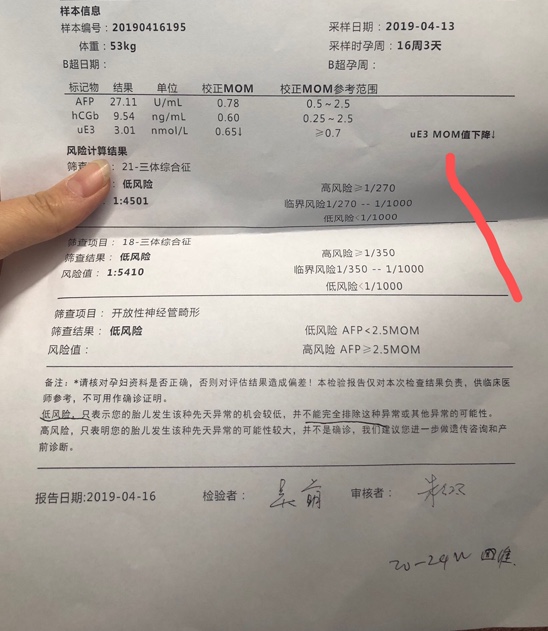 样本信息
样本编号：20190416195 采样日期：2019-04-13
体重：53kg 采样时孕周：16周3天
B超日期： B超孕周：
标记物 结果 单位 校正MOM 校正MOM参考范围
AFP 27.11 U/mL 0.78 0.5~2.5
hCGb 9.54 ng/mL 0.60 0.25~2.5
uE3 3.01 nmol/L 0.65↓ ≥0.7 uE3 MOM值下降↓
风险计算结果
筛查 ：21-三体综合征
：低风险 高风险≥1/270
1:4501 临界风险1/270 -- 1/1000
低风险<1/1000
筛查项目：18-三体综合征
筛查结果：低风险 高风险≥1/350
风险值：1:5410 临界风险1/350 -- 1/1000
低风险<1/1000
筛查项目：开放性神经管畸形
筛查结果：低风险 低风险 AFP<2.5MOM
风险值： 高风险 AFP≥2.5MOM
备注：*请核对孕妇资料是否正确，否则对评估结果造成偏差！本检验报告仅对本次检查结果负责，供临床医
师参考，不可用作确诊证明。
低风险，只表示您的胎儿发生该种先天异常的机会较低，并不能完全排除这种异常或其他异常的可能性。
高风险，只表明您的胎儿发生该种先天异常的可能性较大，并不是确诊，我们建议您进一步做遗传咨询和产
前诊断。
报告日期:2019-04-16 检验者： 审核者：
20-24W